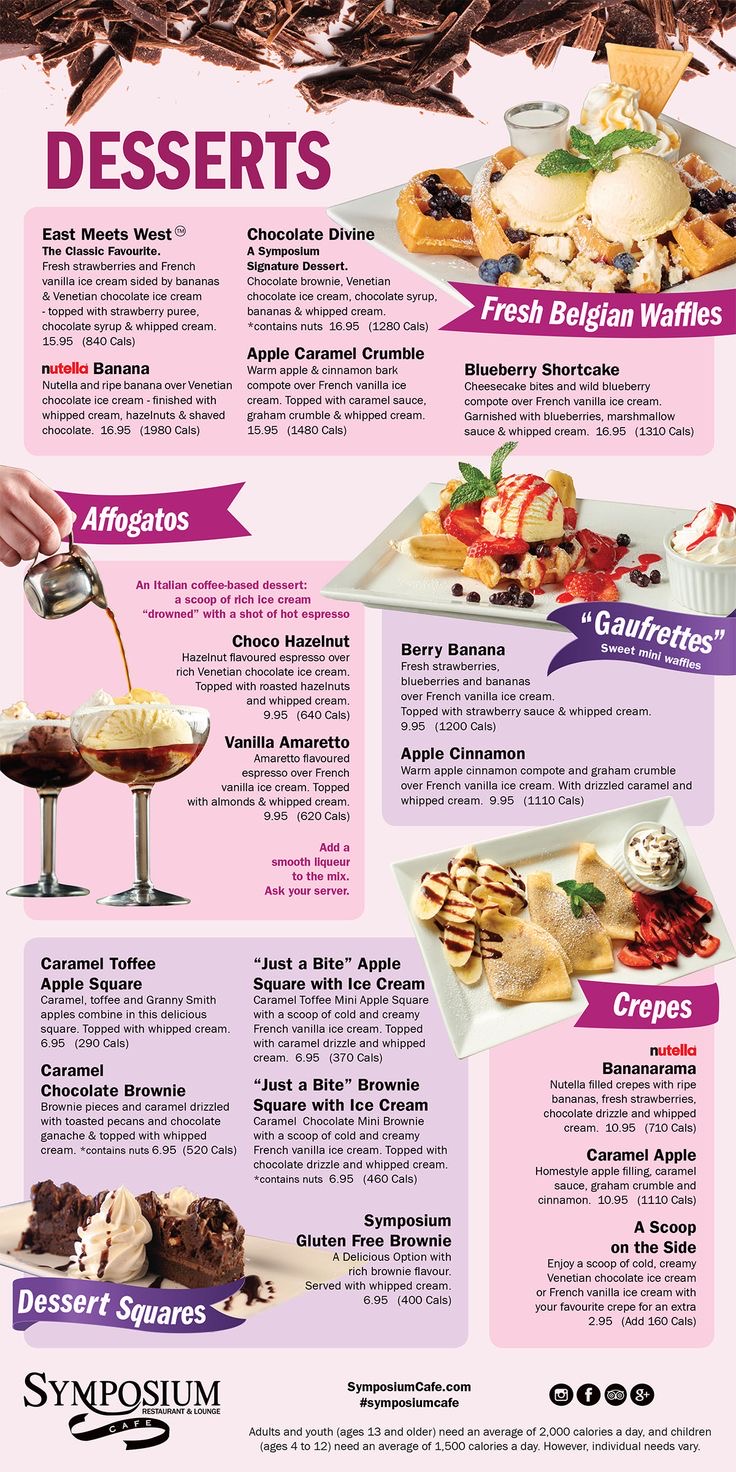 DESSERTS
Fresh Belgian Waffles
East Meets West™
The Classic Favourite.
Fresh strawberries and French
vanilla ice cream sided by bananas
& Venetian chocolate ice cream
- topped with strawberry puree,
chocolate syrup & whipped cream.
15.95 (840 Cals)
nutella Banana
Nutella and ripe banana over Venetian
chocolate ice cream - finished with
whipped cream, hazelnuts & shaved
chocolate. 16.95 (1980 Cals)
Chocolate Divine
A Symposium
Signature Dessert.
Chocolate brownie, Venetian
chocolate ice cream, chocolate syrup,
bananas & whipped cream.
*contains nuts 16.95 (1280 Cals)
Apple Caramel Crumble
Warm apple & cinnamon bark
compote over French vanilla ice
cream. Topped with caramel sauce,
graham crumble & whipped cream.
15.95 (1480 Cals)
Blueberry Shortcake
Cheesecake bites and wild blueberry
compote over French vanilla ice cream.
Garnished with blueberries, marshmallow
sauce & whipped cream. 16.95 (1310 Cals)
Affogatos
An Italian coffee-based dessert:
a scoop of rich ice cream
“drowned” with a shot of hot espresso
Choco Hazelnut
Hazelnut flavoured espresso over
rich Venetian chocolate ice cream.
Topped with roasted hazelnuts
and whipped cream.
9.95 (640 Cals)
Vanilla Amaretto
Amaretto flavoured
espresso over French
vanilla ice cream. Topped
with almonds & whipped cream.
9.95 (620 Cals)
Add a
smooth liqueur
to the mix.
Ask your server.
“Gaufrettes”
Sweet mini waffles
Berry Banana
Fresh strawberries,
blueberries and bananas
over French vanilla ice cream.
Topped with strawberry sauce & whipped cream.
9.95 (1200 Cals)
Apple Cinnamon
Warm apple cinnamon compote and graham crumble
over French vanilla ice cream. With drizzled caramel and
whipped cream. 9.95 (1110 Cals)
Caramel Toffee
Apple Square
Caramel, toffee and Granny Smith
apples combine in this delicious
square. Topped with whipped cream.
6.95 (290 Cals)
Caramel
Chocolate Brownie
Brownie pieces and caramel drizzled
with toasted pecans and chocolate
ganache & topped with whipped
cream. *contains nuts 6.95 (520 Cals)
“Just a Bite” Apple
Square with Ice Cream
Caramel Toffee Mini Apple Square
with a scoop of cold and creamy
French vanilla ice cream. Topped
with caramel drizzle and whipped
cream. 6.95 (370 Cals)
“Just a Bite” Brownie
Square with Ice Cream
Caramel Chocolate Mini Brownie
with a scoop of cold and creamy
French vanilla ice cream. Topped with
chocolate drizzle and whipped cream.
*contains nuts 6.95 (460 Cals)
Symposium
Gluten Free Brownie
A Delicious Option with
rich brownie flavour.
Served with whipped cream.
6.95 (400 Cals)
Dessert Squares
Crepes
nutella
Bananarama
Nutella filled crepes with ripe
bananas, fresh strawberries,
chocolate drizzle and whipped
cream. 10.95 (710 Cals)
Caramel Apple
Homestyle apple filling, caramel
sauce, graham crumble and
cinnamon. 10.95 (1110 Cals)
A Scoop
on the Side
Enjoy a scoop of cold, creamy
Venetian chocolate ice cream
or French vanilla ice cream with
your favourite crepe for an extra
2.95 (Add 160 Cals)
SYMPOSIUM
RESTAURANT & LOUNGE
CAFE
SymposiumCafe.com
#symposiumcafe
Adults and youth (ages 13 and older) need an average of 2,000 calories a day, and children
(ages 4 to 12) need an average of 1,500 calories a day. However, individual needs vary.